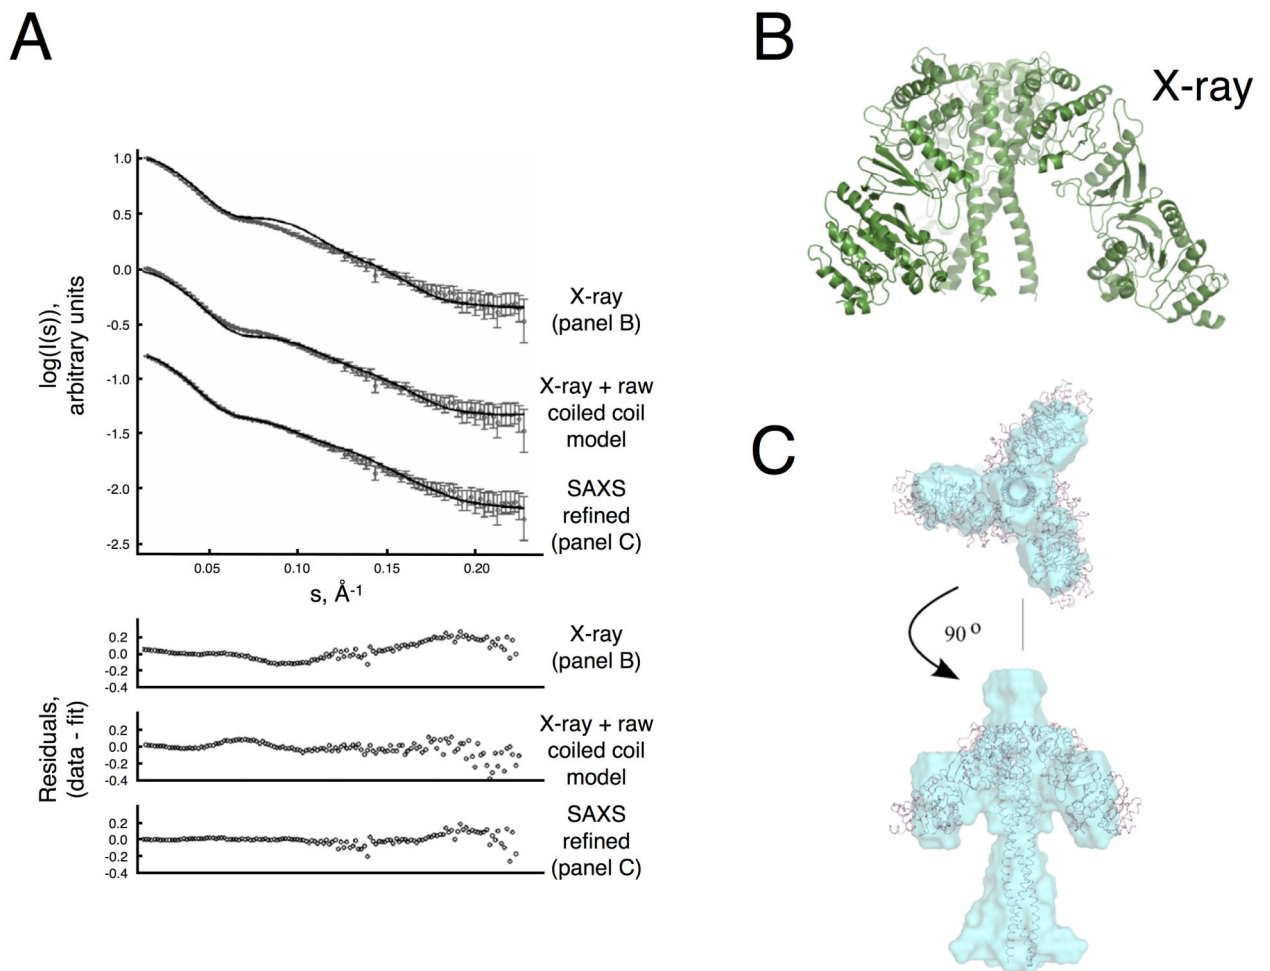 A
B
X-ray
1.0
0.5
0.0
-0.5
-1.0
-1.5
-2.0
-2.5
log(I(s)),
arbitrary units
0.05
0.10
0.15
0.20
s, Å-1
X-ray
(panel B)
X-ray + raw
coiled coil
model
SAXS
refined
(panel C)
C
90 o
Residuals,
(data - fit)
0.2
0.0
-0.2
-0.4
X-ray
(panel B)
0.2
0.0
-0.2
-0.4
X-ray + raw
coiled coil
model
0.2
0.0
-0.2
-0.4
SAXS
refined
(panel C)